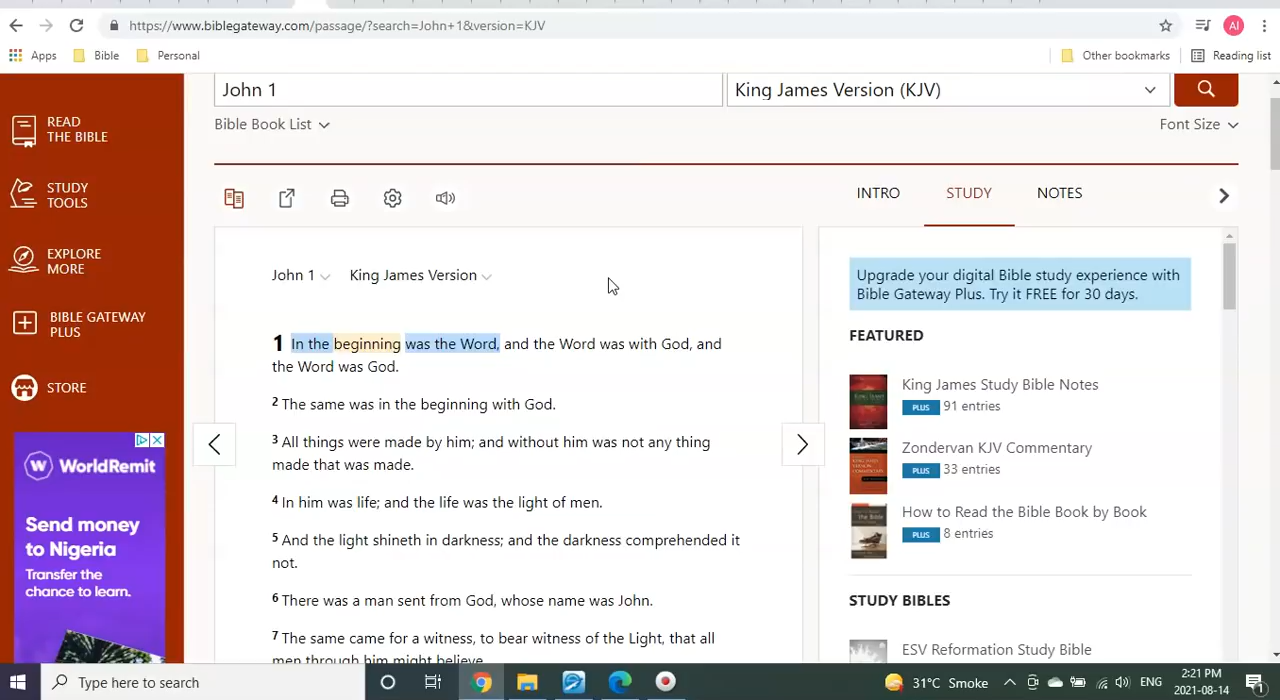 https://www.biblegateway.com/passage/?search=John+1&version=KJV
AI
Apps
Bible
Personal
Other bookmarks
Reading list
READ
THE BIBLE
STUDY
TOOLS
EXPLORE
MORE
BIBLE GATEWAY
PLUS
STORE
WorldRemit
Send money
to Nigeria
Transfer the
chance to learn.
John 1
King James Version (KJV)
Bible Book List
Font Size
INTRO
STUDY
NOTES
John 1
King James Version
1 In the beginning was the Word, and the Word was with God, and
the Word was God.
2 The same was in the beginning with God.
3 All things were made by him; and without him was not any thing
made that was made.
4 In him was life; and the life was the light of men.
5 And the light shineth in darkness; and the darkness comprehended it
not.
6 There was a man sent from God, whose name was John.
7 The same came for a witness, to bear witness of the Light, that all
men through him might believe.
Upgrade your digital Bible study experience with
Bible Gateway Plus. Try it FREE for 30 days.
FEATURED
King James Study Bible Notes
PLUS 91 entries
Zondervan KJV Commentary
PLUS 33 entries
How to Read the Bible Book by Book
PLUS 8 entries
STUDY BIBLES
ESV Reformation Study Bible
Type here to search
31°C Smoke
ENG
2:21 PM
2021-08-14
1